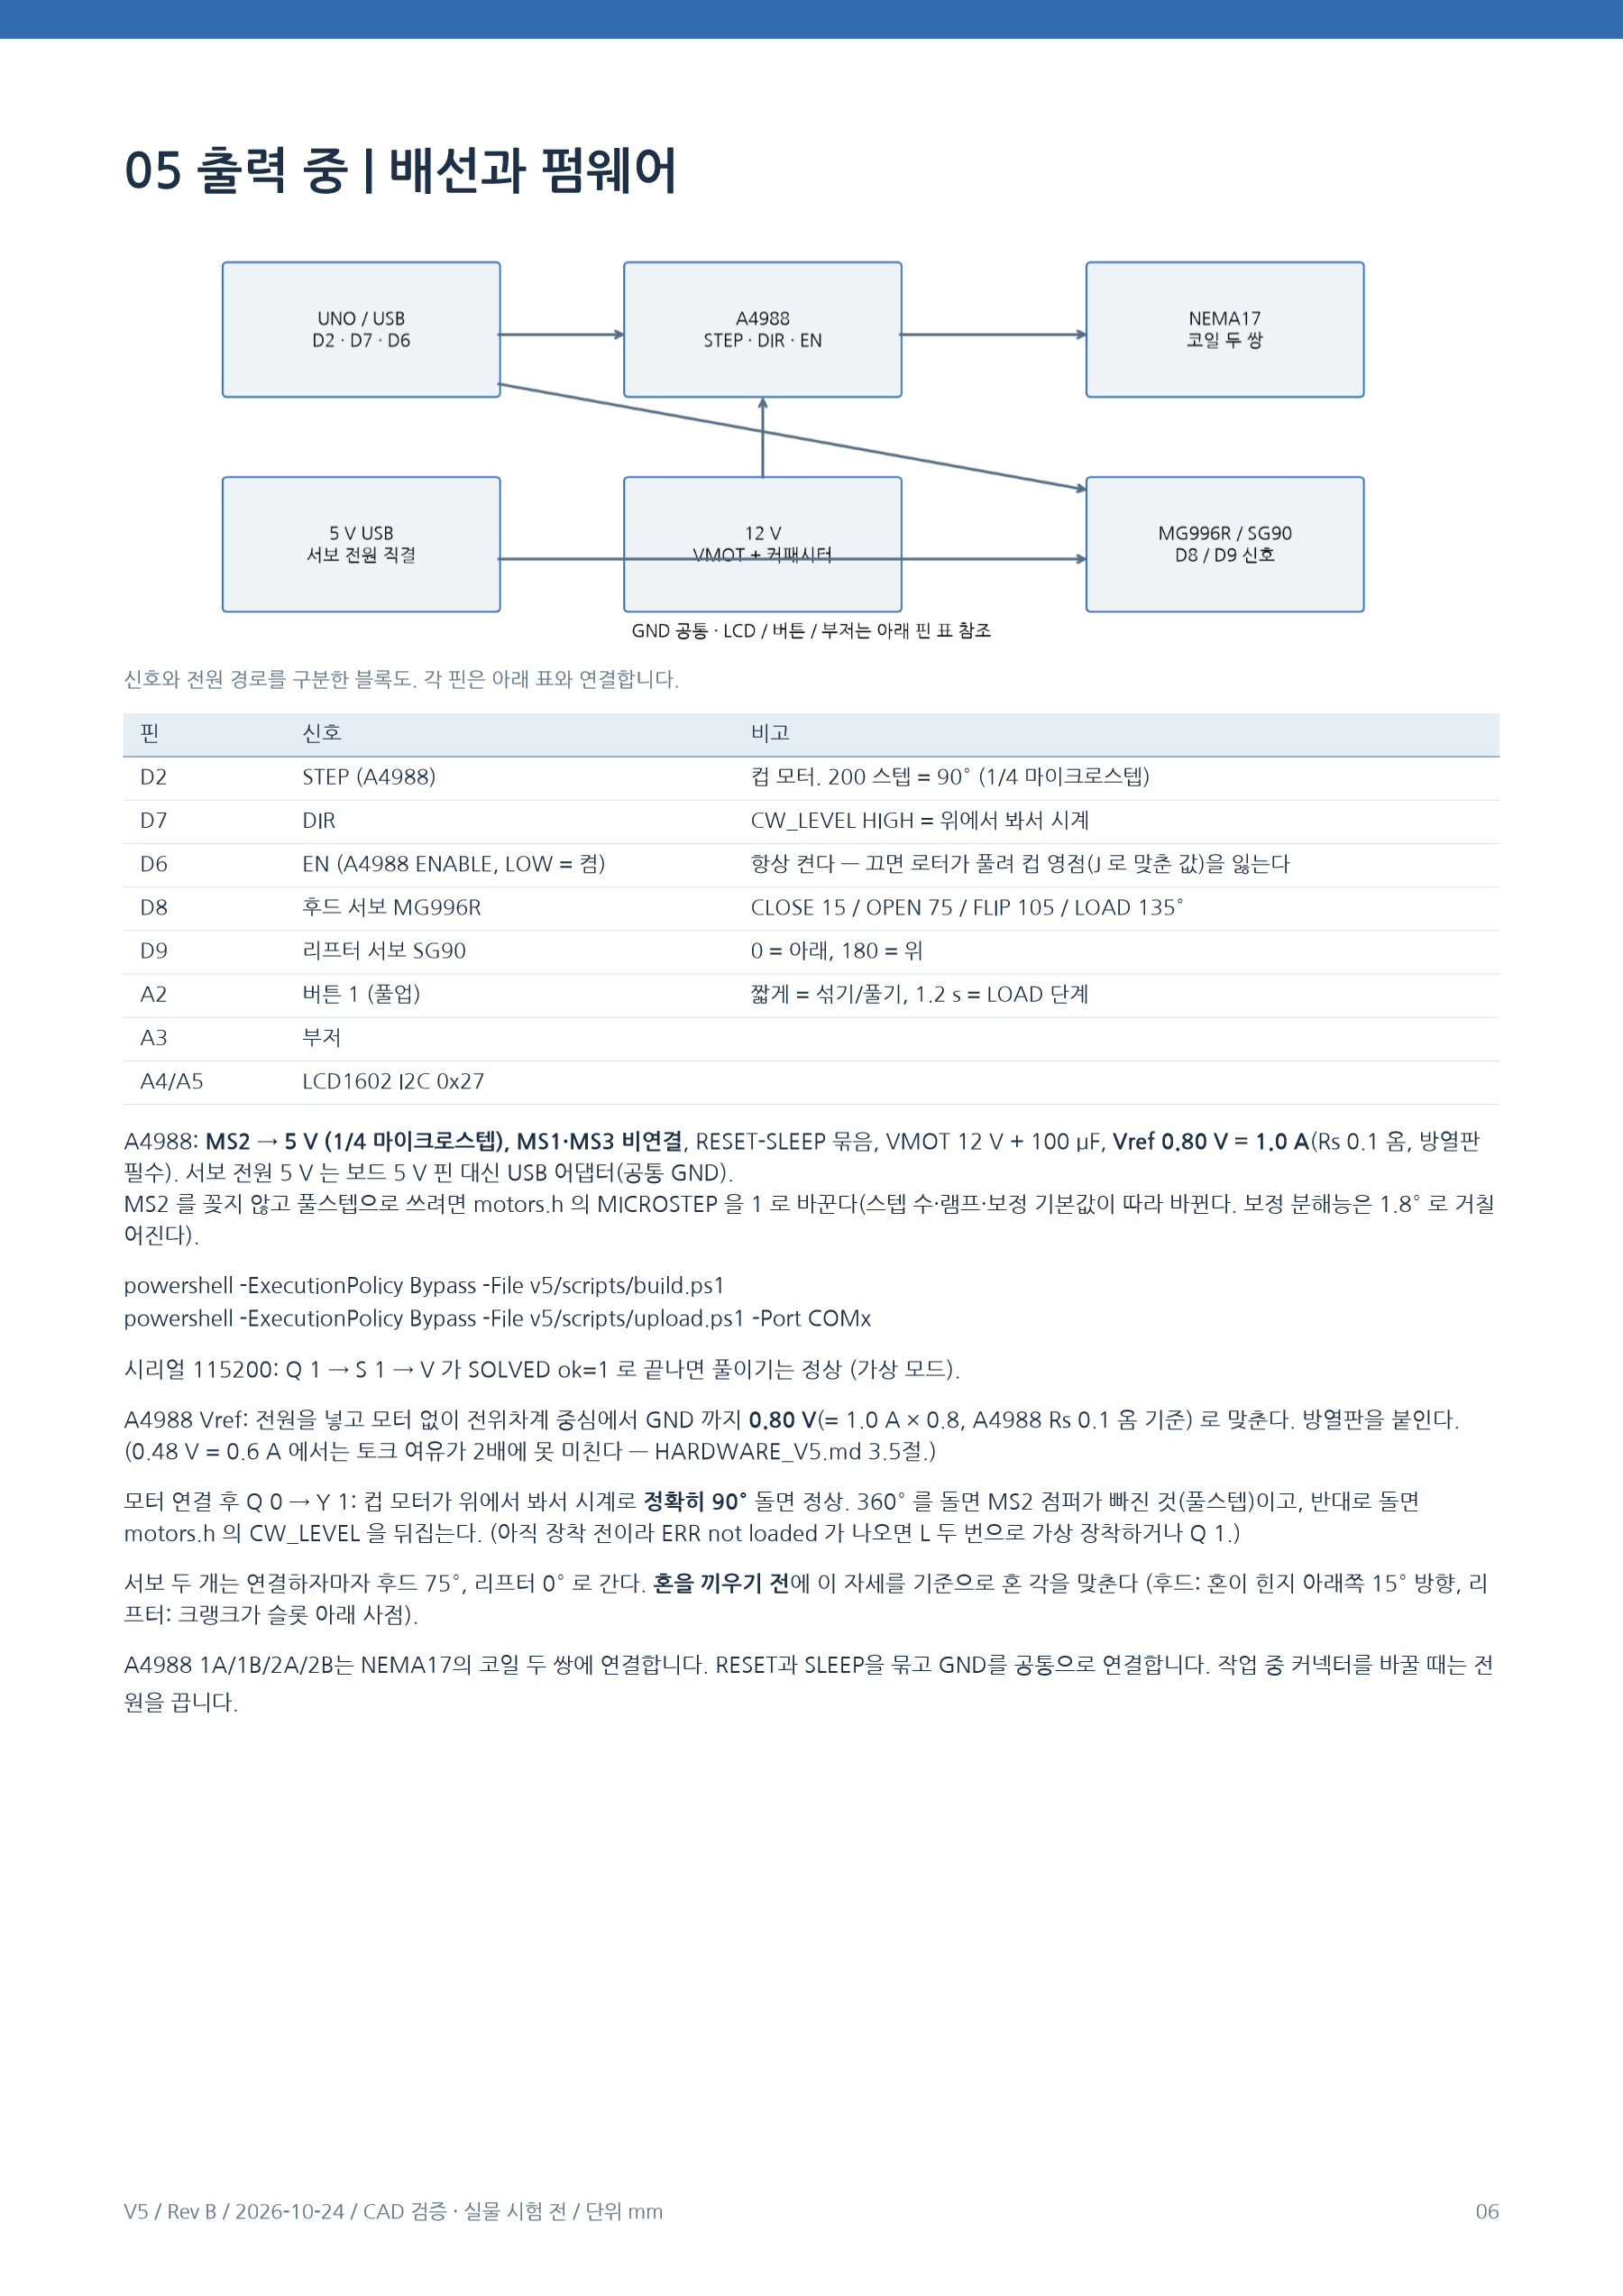 05 출력 중 | 배선과 펌웨어
UNO / USB
D2 · D7 · D6
A4988
STEP · DIR · EN
NEMA17
코일 두 쌍
5 V USB
서보 전원 직결
12 V
VMOT + 커패시터
MG996R / SG90
D8 / D9 신호
GND 공통 · LCD / 버튼 / 부저는 아래 핀 표 참조
신호와 전원 경로를 구분한 블록도. 각 핀은 아래 표와 연결합니다.
핀 신호 비고
D2 STEP (A4988) 컵 모터. 200 스텝 = 90° (1/4 마이크로스텝)
D7 DIR CW_LEVEL HIGH = 위에서 봐서 시계
D6 EN (A4988 ENABLE, LOW = 켬) 항상 켠다 — 끄면 로터가 풀려 컵 영점(J 로 맞춘 값)을 잃는다
D8 후드 서보 MG996R CLOSE 15 / OPEN 75 / FLIP 105 / LOAD 135°
D9 리프터 서보 SG90 0 = 아래, 180 = 위
A2 버튼 1 (풀업) 짧게 = 섞기/풀기, 1.2 s = LOAD 단계
A3 부저
A4/A5 LCD1602 I2C 0x27
A4988: MS2 → 5 V (1/4 마이크로스텝), MS1·MS3 비연결, RESET-SLEEP 묶음, VMOT 12 V + 100 µF, Vref 0.80 V = 1.0 A(Rs 0.1 옴, 방열판
필수). 서보 전원 5 V 는 보드 5 V 핀 대신 USB 어댑터(공통 GND).
MS2 를 꽂지 않고 풀스텝으로 쓰려면 motors.h 의 MICROSTEP 을 1 로 바꾼다(스텝 수·램프·보정 기본값이 따라 바뀐다. 보정 분해능은 1.8° 로 거칠
어진다).
powershell -ExecutionPolicy Bypass -File v5/scripts/build.ps1
powershell -ExecutionPolicy Bypass -File v5/scripts/upload.ps1 -Port COMx
시리얼 115200: Q 1 → S 1 → V 가 SOLVED ok=1 로 끝나면 풀이기는 정상 (가상 모드).
A4988 Vref: 전원을 넣고 모터 없이 전위차계 중심에서 GND 까지 0.80 V(= 1.0 A × 0.8, A4988 Rs 0.1 옴 기준) 로 맞춘다. 방열판을 붙인다.
(0.48 V = 0.6 A 에서는 토크 여유가 2배에 못 미친다 — HARDWARE_V5.md 3.5절.)
모터 연결 후 Q 0 → Y 1: 컵 모터가 위에서 봐서 시계로 정확히 90° 돌면 정상. 360° 를 돌면 MS2 점퍼가 빠진 것(풀스텝)이고, 반대로 돌면
motors.h 의 CW_LEVEL 을 뒤집는다. (아직 장착 전이라 ERR not loaded 가 나오면 L 두 번으로 가상 장착하거나 Q 1.)
서보 두 개는 연결하자마자 후드 75°, 리프터 0° 로 간다. 혼을 끼우기 전에 이 자세를 기준으로 혼 각을 맞춘다 (후드: 혼이 힌지 아래쪽 15° 방향, 리
프터: 크랭크가 슬롯 아래 사점).
A4988 1A/1B/2A/2B는 NEMA17의 코일 두 쌍에 연결합니다. RESET과 SLEEP을 묶고 GND를 공통으로 연결합니다. 작업 중 커넥터를 바꿀 때는 전
원을 끕니다.
V5 / Rev B / 2026-10-24 / CAD 검증 · 실물 시험 전 / 단위 mm 06